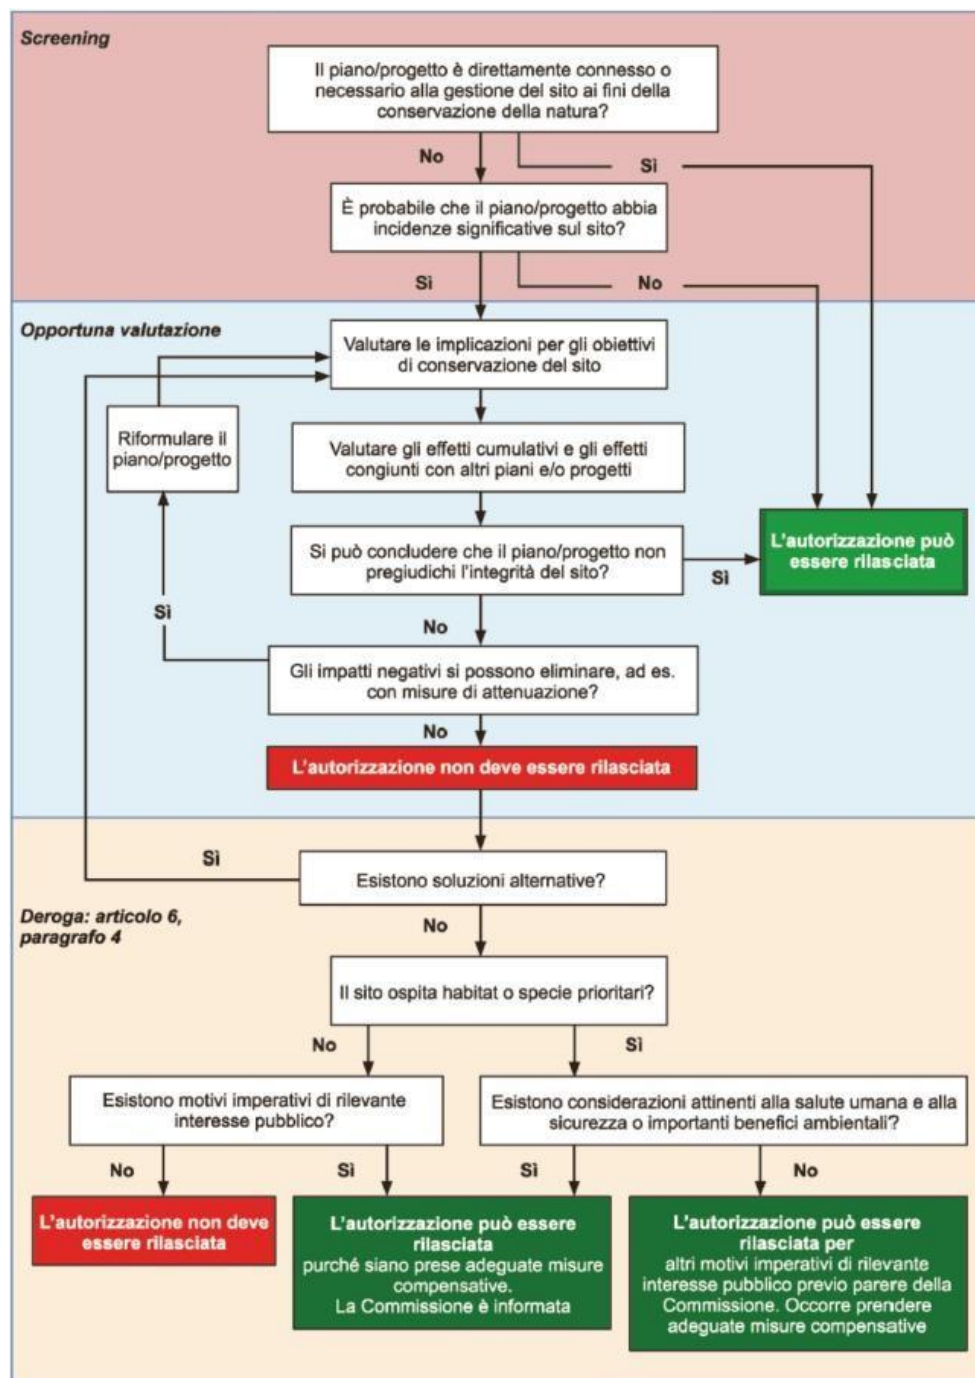 Screening
Il piano/progetto è direttamente connesso o
necessario alla gestione del sito ai fini della
conservazione della natura?
No
Sì
È probabile che il piano/progetto abbia
incidenze significative sul sito?
Sì
No
Opportuna valutazione
Valutare le implicazioni per gli obiettivi
di conservazione del sito
Riformulare il
piano/progetto
Valutare gli effetti cumulativi e gli effetti
congiunti con altri piani e/o progetti
Si può concludere che il piano/progetto non
pregiudichi l'integrità del sito?
Sì
L'autorizzazione può
essere rilasciata
Sì
No
Gli impatti negativi si possono eliminare, ad es.
con misure di attenuazione?
No
L'autorizzazione non deve essere rilasciata
Sì
Esistono soluzioni alternative?
Deroga: articolo 6,
paragrafo 4
No
Il sito ospita habitat o specie prioritari?
No
Sì
Esistono motivi imperativi di rilevante
interesse pubblico?
Esistono considerazioni attinenti alla salute umana e alla
sicurezza o importanti benefici ambientali?
No
Sì
Sì
No
L'autorizzazione non deve
essere rilasciata
L'autorizzazione può essere
rilasciata
purché siano prese adeguate misure
compensative.
La Commissione è informata
L'autorizzazione può essere
rilasciata per
altri motivi imperativi di rilevante
interesse pubblico previo parere della
Commissione. Occorre prendere
adeguate misure compensative